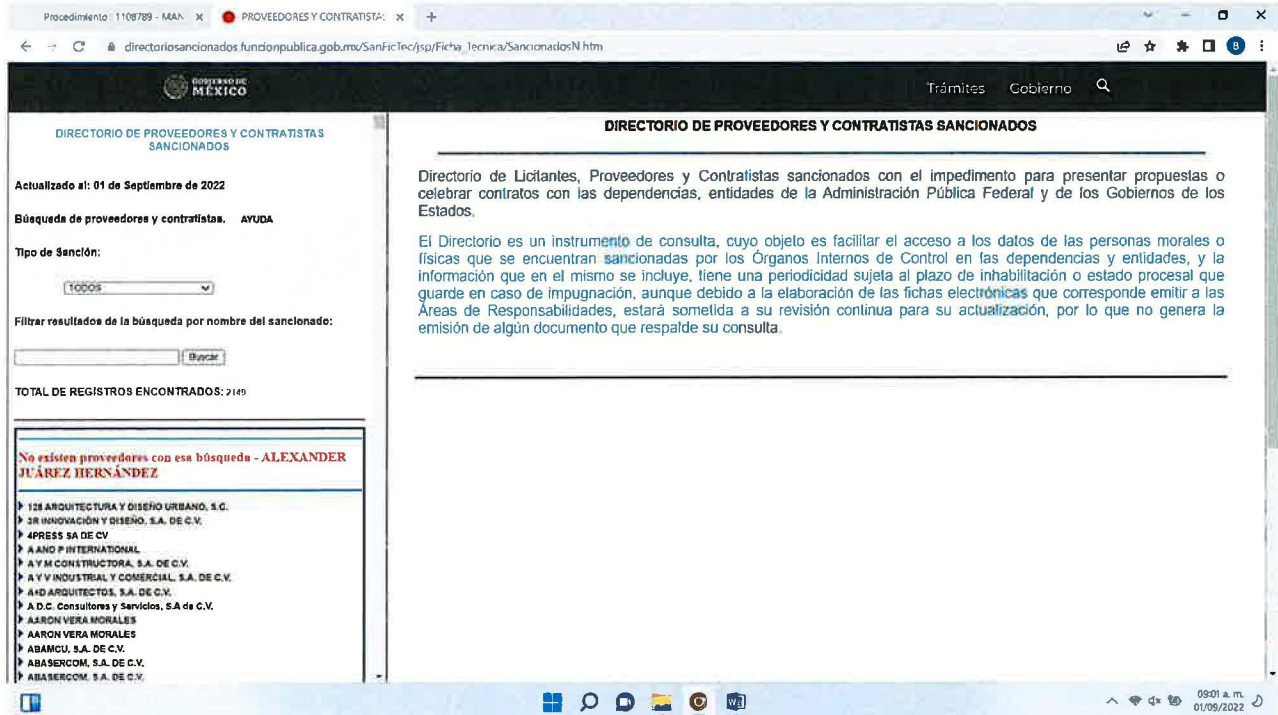 Procedimiento : 1108789 - MAN
PROVEEDORES Y CONTRATISTA
directoriosancionados.funcionpublica.gob.mx/SanFicTec/jsp/Ficha_Tecnica/SancionadosN.htm
B
GOBIERNO DE
MÉXICO
Trámites Gobierno
DIRECTORIO DE PROVEEDORES Y CONTRATISTAS
SANCIONADOS
Actualizado al: 01 de Septiembre de 2022
Búsqueda de proveedores y contratistas. AYUDA
Tipo de Sanción:
TODOS
Filtrar resultados de la búsqueda por nombre del sancionado:
Buscar
TOTAL DE REGISTROS ENCONTRADOS: 2149
No existen proveedores con esa búsqueda - ALEXANDER
JUÁREZ HERNÁNDEZ
128 ARQUITECTURA Y DISEÑO URBANO, S.C.
3R INNOVACIÓN Y DISEÑO, S.A. DE C.V.
4PRESS SA DE CV
A AND P INTERNATIONAL
A Y M CONSTRUCTORA, S.A. DE C.V.
A Y V INDUSTRIAL Y COMERCIAL, S.A. DE C.V.
A+D ARQUITECTOS, S.A. DE C.V.
A.D.C. Consultores y Servicios, S.A de C.V.
AARON VERA MORALES
AARON VERA MORALES
ABAMCU, S.A. DE C.V.
ABASERCOM, S.A. DE C.V.
ABASERCOM, S.A. DE C.V.
DIRECTORIO DE PROVEEDORES Y CONTRATISTAS SANCIONADOS
Directorio de Licitantes, Proveedores y Contratistas sancionados con el impedimento para presentar propuestas o
celebrar contratos con las dependencias, entidades de la Administración Pública Federal y de los Gobiernos de los
Estados.
El Directorio es un instrumento de consulta, cuyo objeto es facilitar el acceso a los datos de las personas morales o
físicas que se encuentran sancionadas por los Órganos Internos de Control en las dependencias y entidades, y la
información que en el mismo se incluye, tiene una periodicidad sujeta al plazo de inhabilitación o estado procesal que
guarde en caso de impugnación, aunque debido a la elaboración de las fichas electrónicas que corresponde emitir a las
Áreas de Responsabilidades, estará sometida a su revisión continua para su actualización, por lo que no genera la
emisión de algún documento que respalde su consulta.
09:01 a. m.
01/09/2022